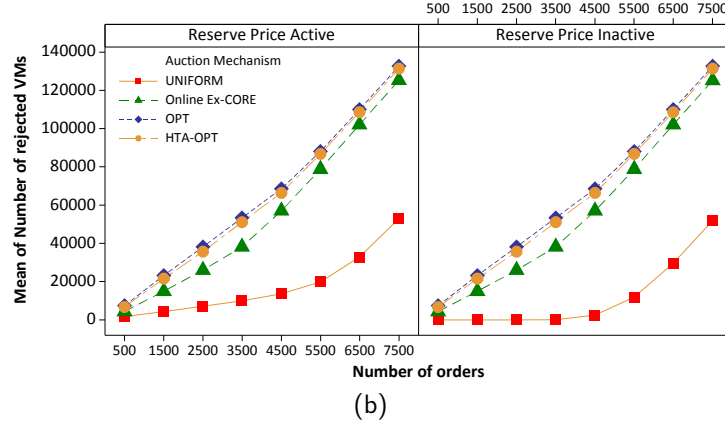 500 1500 2500 3500 4500 5500 6500 7500
Reserve Price Active
Reserve Price Inactive
140000
120000
100000
80000
60000
40000
20000
0
Mean of Number of rejected VMs
Auction Mechanism
UNIFORM
Online Ex-CORE
OPT
HTA-OPT
500 1500 2500 3500 4500 5500 6500 7500
Number of orders
(b)